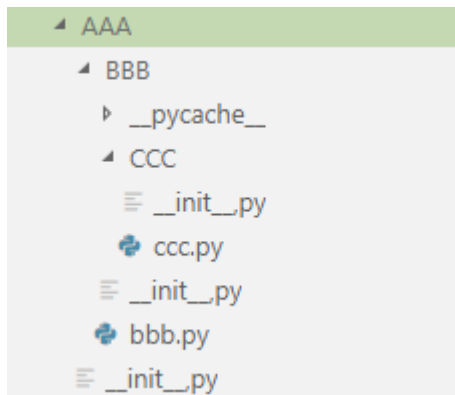 AAA
BBB
__pycache__
CCC
__init__,py
ccc.py
__init__,py
bbb.py
__init__,py